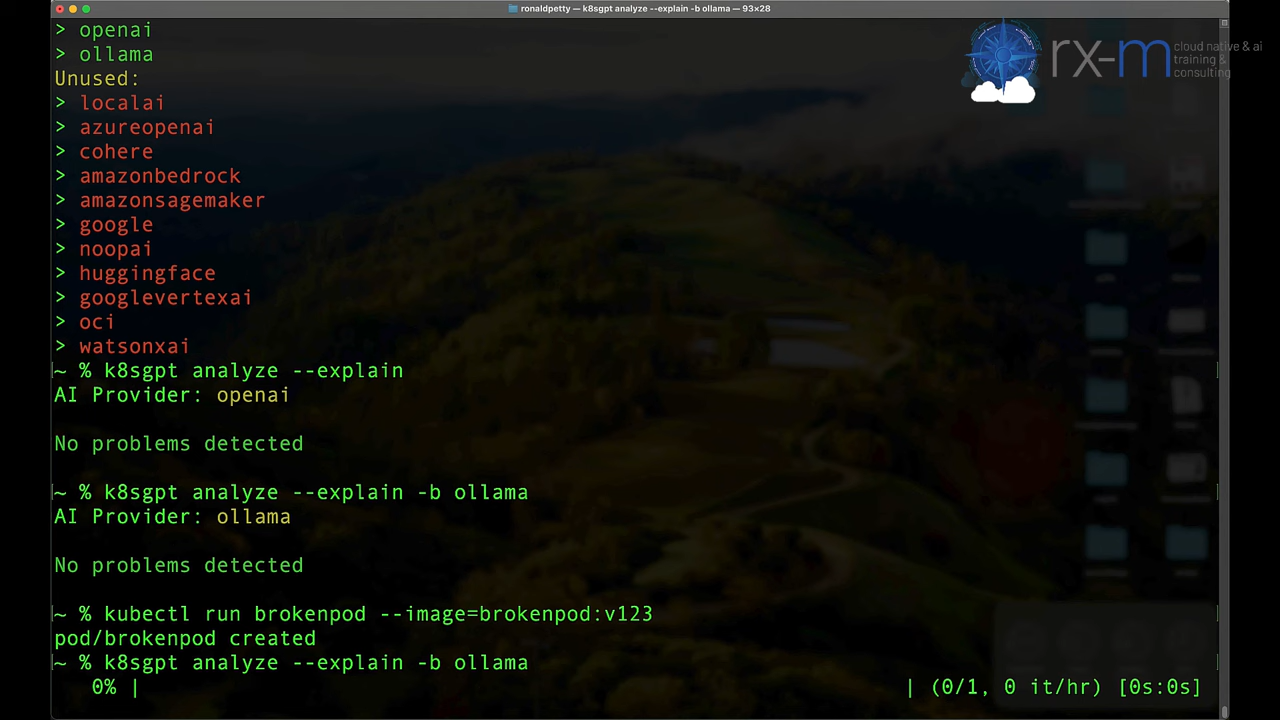 ronaldpetty — k8sgpt analyze --explain -b ollama — 93×28
> openai
> ollama
Unused:
> localai
> azureopenai
> cohere
> amazonbedrock
> amazonsagemaker
> google
> noopai
> huggingface
> googlevertexai
> oci
> watsonxai
~ % k8sgpt analyze --explain
AI Provider: openai
No problems detected
~ % k8sgpt analyze --explain -b ollama
AI Provider: ollama
No problems detected
~ % kubectl run brokenpod --image=brokenpod:v123
pod/brokenpod created
~ % k8sgpt analyze --explain -b ollama
0% | | (0/1, 0 it/hr) [0s:0s]
rx-m
cloud native & ai
training &
consulting